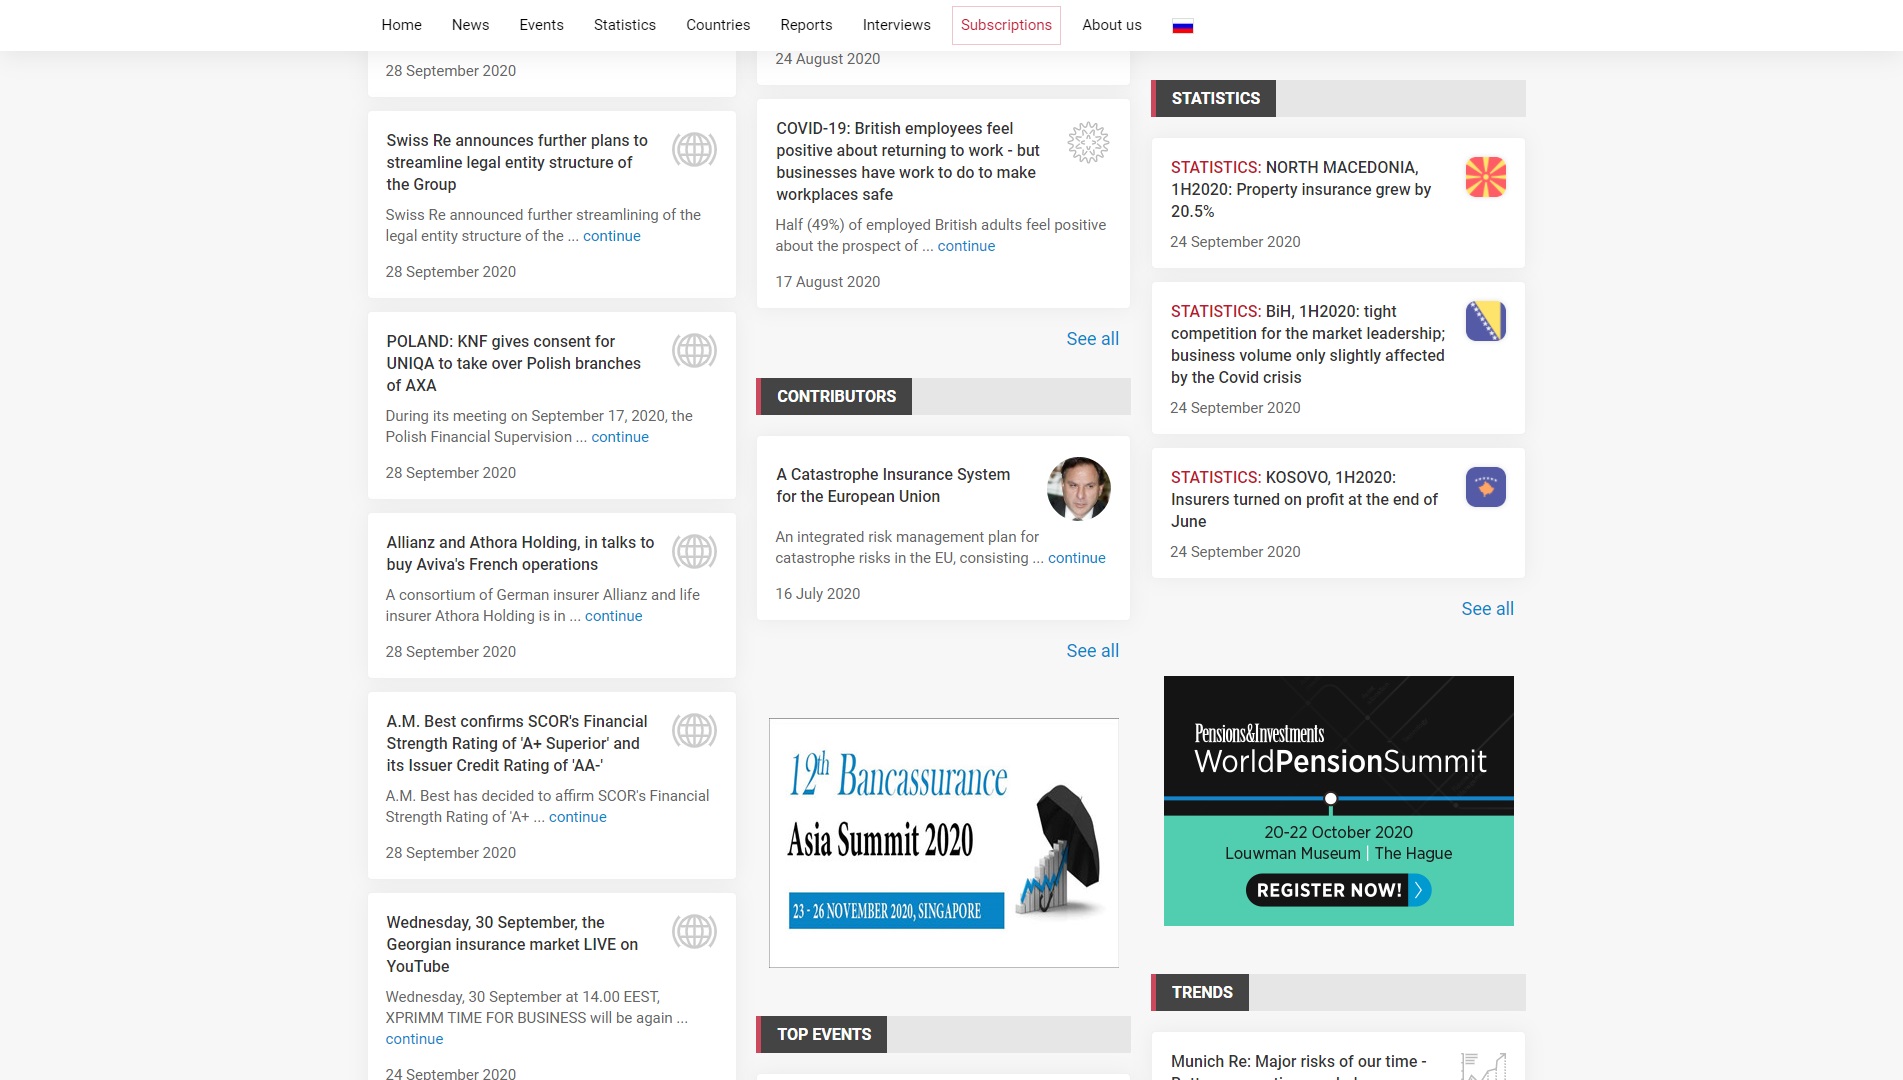 Home News Events Statistics Countries Reports Interviews Subscriptions About us
28 September 2020
Swiss Re announces further plans to
streamline legal entity structure of
the Group
Swiss Re announced further streamlining of the
legal entity structure of the ... continue
28 September 2020
POLAND: KNF gives consent for
UNIQA to take over Polish branches
of AXA
During its meeting on September 17, 2020, the
Polish Financial Supervision ... continue
28 September 2020
Allianz and Athora Holding, in talks to
buy Aviva's French operations
A consortium of German insurer Allianz and life
insurer Athora Holding is in ... continue
28 September 2020
A.M. Best confirms SCOR's Financial
Strength Rating of 'A+ Superior' and
its Issuer Credit Rating of 'AA-'
A.M. Best has decided to affirm SCOR's Financial
Strength Rating of 'A+ ... continue
28 September 2020
Wednesday, 30 September, the
Georgian insurance market LIVE on
YouTube
Wednesday, 30 September at 14.00 EEST,
XPRIMM TIME FOR BUSINESS will be again ...
continue
24 September 2020
24 August 2020
COVID-19: British employees feel
positive about returning to work - but
businesses have work to do to make
workplaces safe
Half (49%) of employed British adults feel positive
about the prospect of ... continue
17 August 2020
See all
CONTRIBUTORS
A Catastrophe Insurance System
for the European Union
An integrated risk management plan for
catastrophe risks in the EU, consisting ... continue
16 July 2020
See all
12th Bancassurance
Asia Summit 2020
23 - 26 NOVEMBER 2020, SINGAPORE
TOP EVENTS
STATISTICS
STATISTICS: NORTH MACEDONIA,
1H2020: Property insurance grew by
20.5%
24 September 2020
STATISTICS: BiH, 1H2020: tight
competition for the market leadership;
business volume only slightly affected
by the Covid crisis
24 September 2020
STATISTICS: KOSOVO, 1H2020:
Insurers turned on profit at the end of
June
24 September 2020
See all
Pensions&Investments
WorldPensionSummit
20-22 October 2020
Louwman Museum | The Hague
REGISTER NOW!
TRENDS
Munich Re: Major risks of our time -